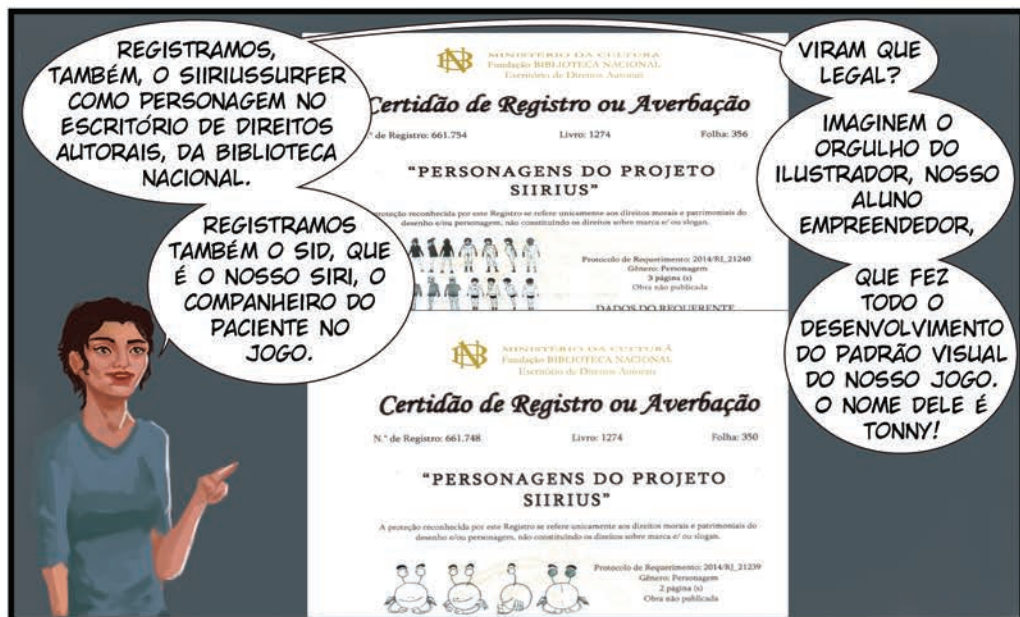 REGISTRAMOS,
TAMBÉM, O SIIRIUSSURFER
COMO PERSONAGEM NO
ESCRITÓRIO DE DIREITOS
AUTORAIS, DA BIBLIOTECA
NACIONAL.
REGISTRAMOS
TAMBÉM O SID, QUE
É O NOSSO SIRI, O
COMPANHEIRO DO
PACIENTE NO
JOGO.
VIRAM QUE
LEGAL?
IMAGINEM O
ORGULHO DO
ILUSTRADOR, NOSSO
ALUNO
EMPREENDEDOR,
QUE FEZ
TODO O
DESENVOLVIMENTO
DO PADRÃO VISUAL
DO NOSSO JOGO.
O NOME DELE É
TONNY!
MINISTÉRIO DA CULTURA
Fundação BIBLIOTECA NACIONAL
Escritório de Direitos Autorais
Certidão de Registro ou Averbação
N.º de Registro: 661.754 Livro: 1274 Folha: 356
"PERSONAGENS DO PROJETO
SIIRIUS"
A proteção reconhecida por este Registro se refere unicamente aos direitos morais e patrimoniais do
desenho e/ou personagem, não constituindo os direitos sobre marca e/ou slogan.
Protocolo de Requerimento: 2014/RJ_21240
Gênero: Personagem
3 página (s)
Obra não publicada
DADOS DO REQUERENTE
MINISTÉRIO DA CULTURA
Fundação BIBLIOTECA NACIONAL
Escritório de Direitos Autorais
Certidão de Registro ou Averbação
N.º de Registro: 661.748 Livro: 1274 Folha: 350
"PERSONAGENS DO PROJETO
SIIRIUS"
A proteção reconhecida por este Registro se refere unicamente aos direitos morais e patrimoniais do
desenho e/ou personagem, não constituindo os direitos sobre marca e/ ou slogan.
Protocolo de Requerimento: 2014/RJ_21239
Gênero: Personagem
2 página (s)
Obra não publicada